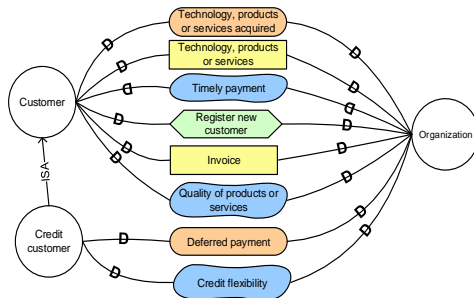 Technology, products
or services acquired
D
D
Technology, products
or services
D
D
Customer
Timely payment
D
D
Register new
customer
D
D
Organization
Invoice
D
D
ISA
Quality of products or
services
D
D
Credit
customer
D
Deferred payment
D
D
Credit flexibility
D